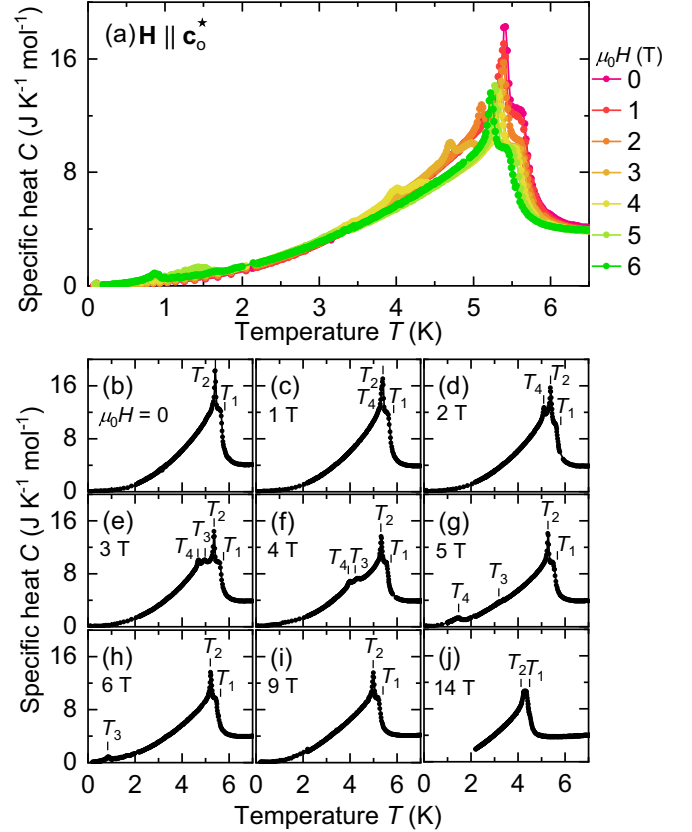 (a) H || c_o^★
μ₀H (T)
0
1
2
3
4
5
6
Specific heat C (J K⁻¹ mol⁻¹)
16
8
0
0 1 2 3 4 5 6
Temperature T (K)
(b) T₂ T₁
μ₀H = 0
(c) T₂ T₄ T₁
1 T
(d) T₄ T₂ T₁
2 T
(e) T₄ T₃ T₂ T₁
3 T
(f) T₄ T₃ T₂ T₁
4 T
(g) T₄ T₃ T₂ T₁
5 T
(h) T₃ T₂ T₁
6 T
(i) T₂ T₁
9 T
(j) T₂ T₁
14 T
Specific heat C (J K⁻¹ mol⁻¹)
16
8
0
16
8
0
16
8
0
0 2 4 6
0 2 4 6
0 2 4 6
Temperature T (K)